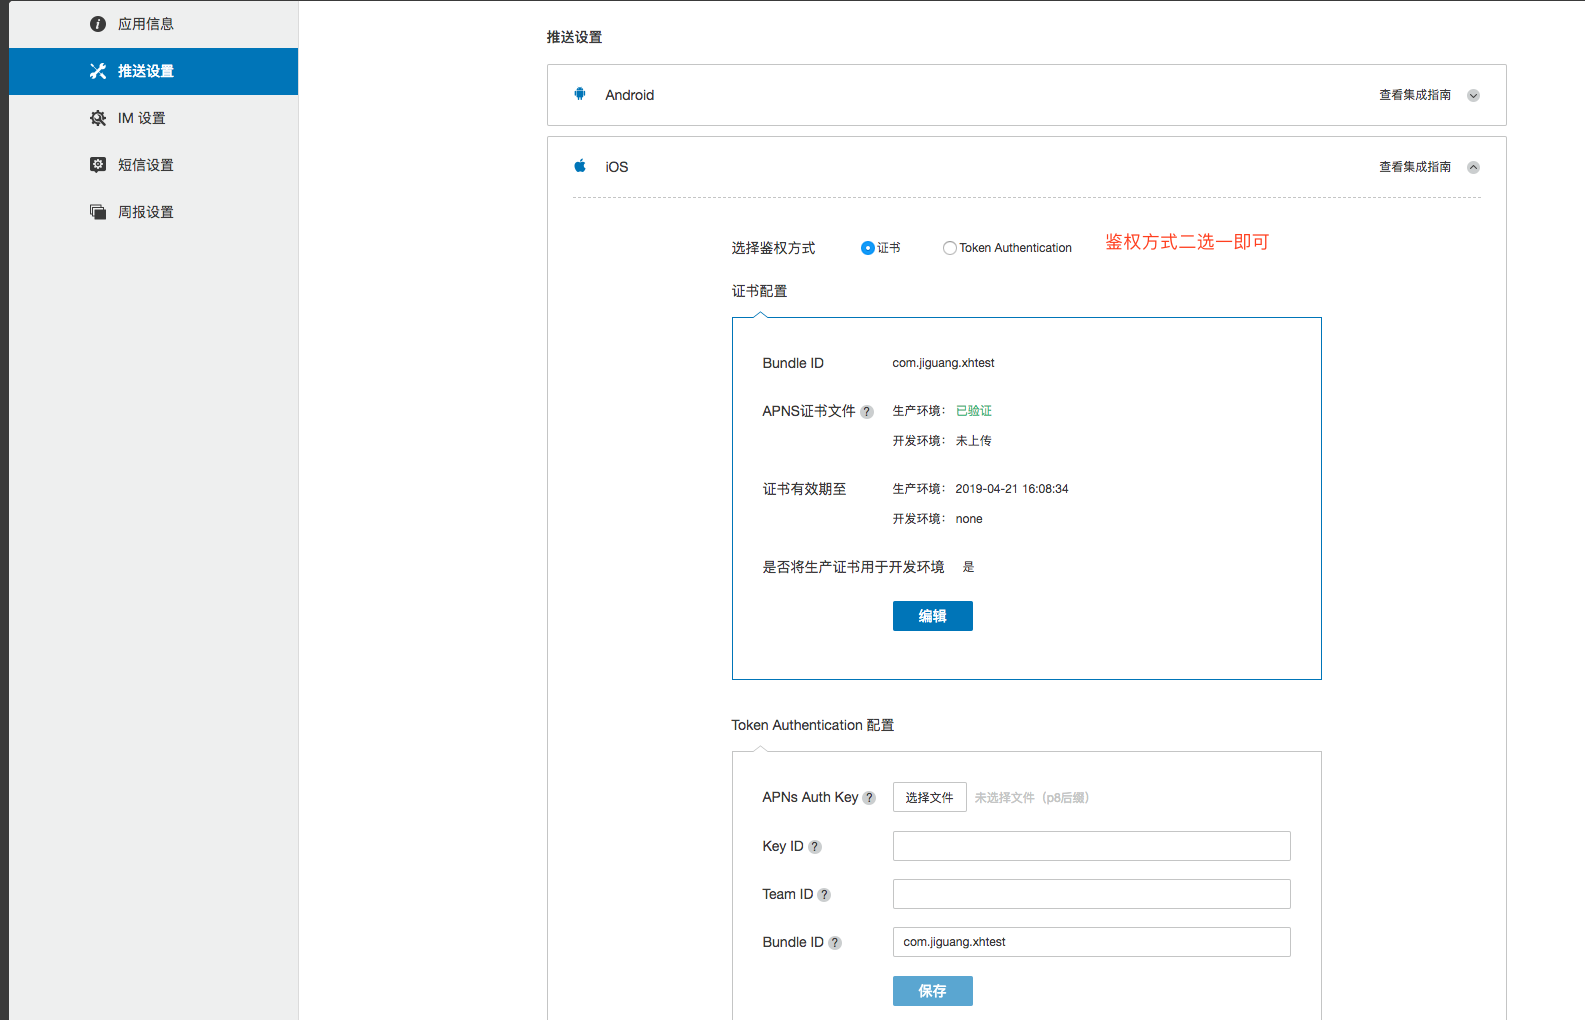 应用信息
推送设置
IM 设置
短信设置
周报设置
推送设置
Android 查看集成指南
iOS 查看集成指南
选择鉴权方式 证书 Token Authentication 鉴权方式二选一即可
证书配置
Bundle ID com.jiguang.xhtest
APNS证书文件 ? 生产环境： 已验证
开发环境： 未上传
证书有效期至 生产环境： 2019-04-21 16:08:34
开发环境： none
是否将生产证书用于开发环境 是
编辑
Token Authentication 配置
APNs Auth Key ? 选择文件 未选择文件（p8后缀）
Key ID ?
Team ID ?
Bundle ID ? com.jiguang.xhtest
保存